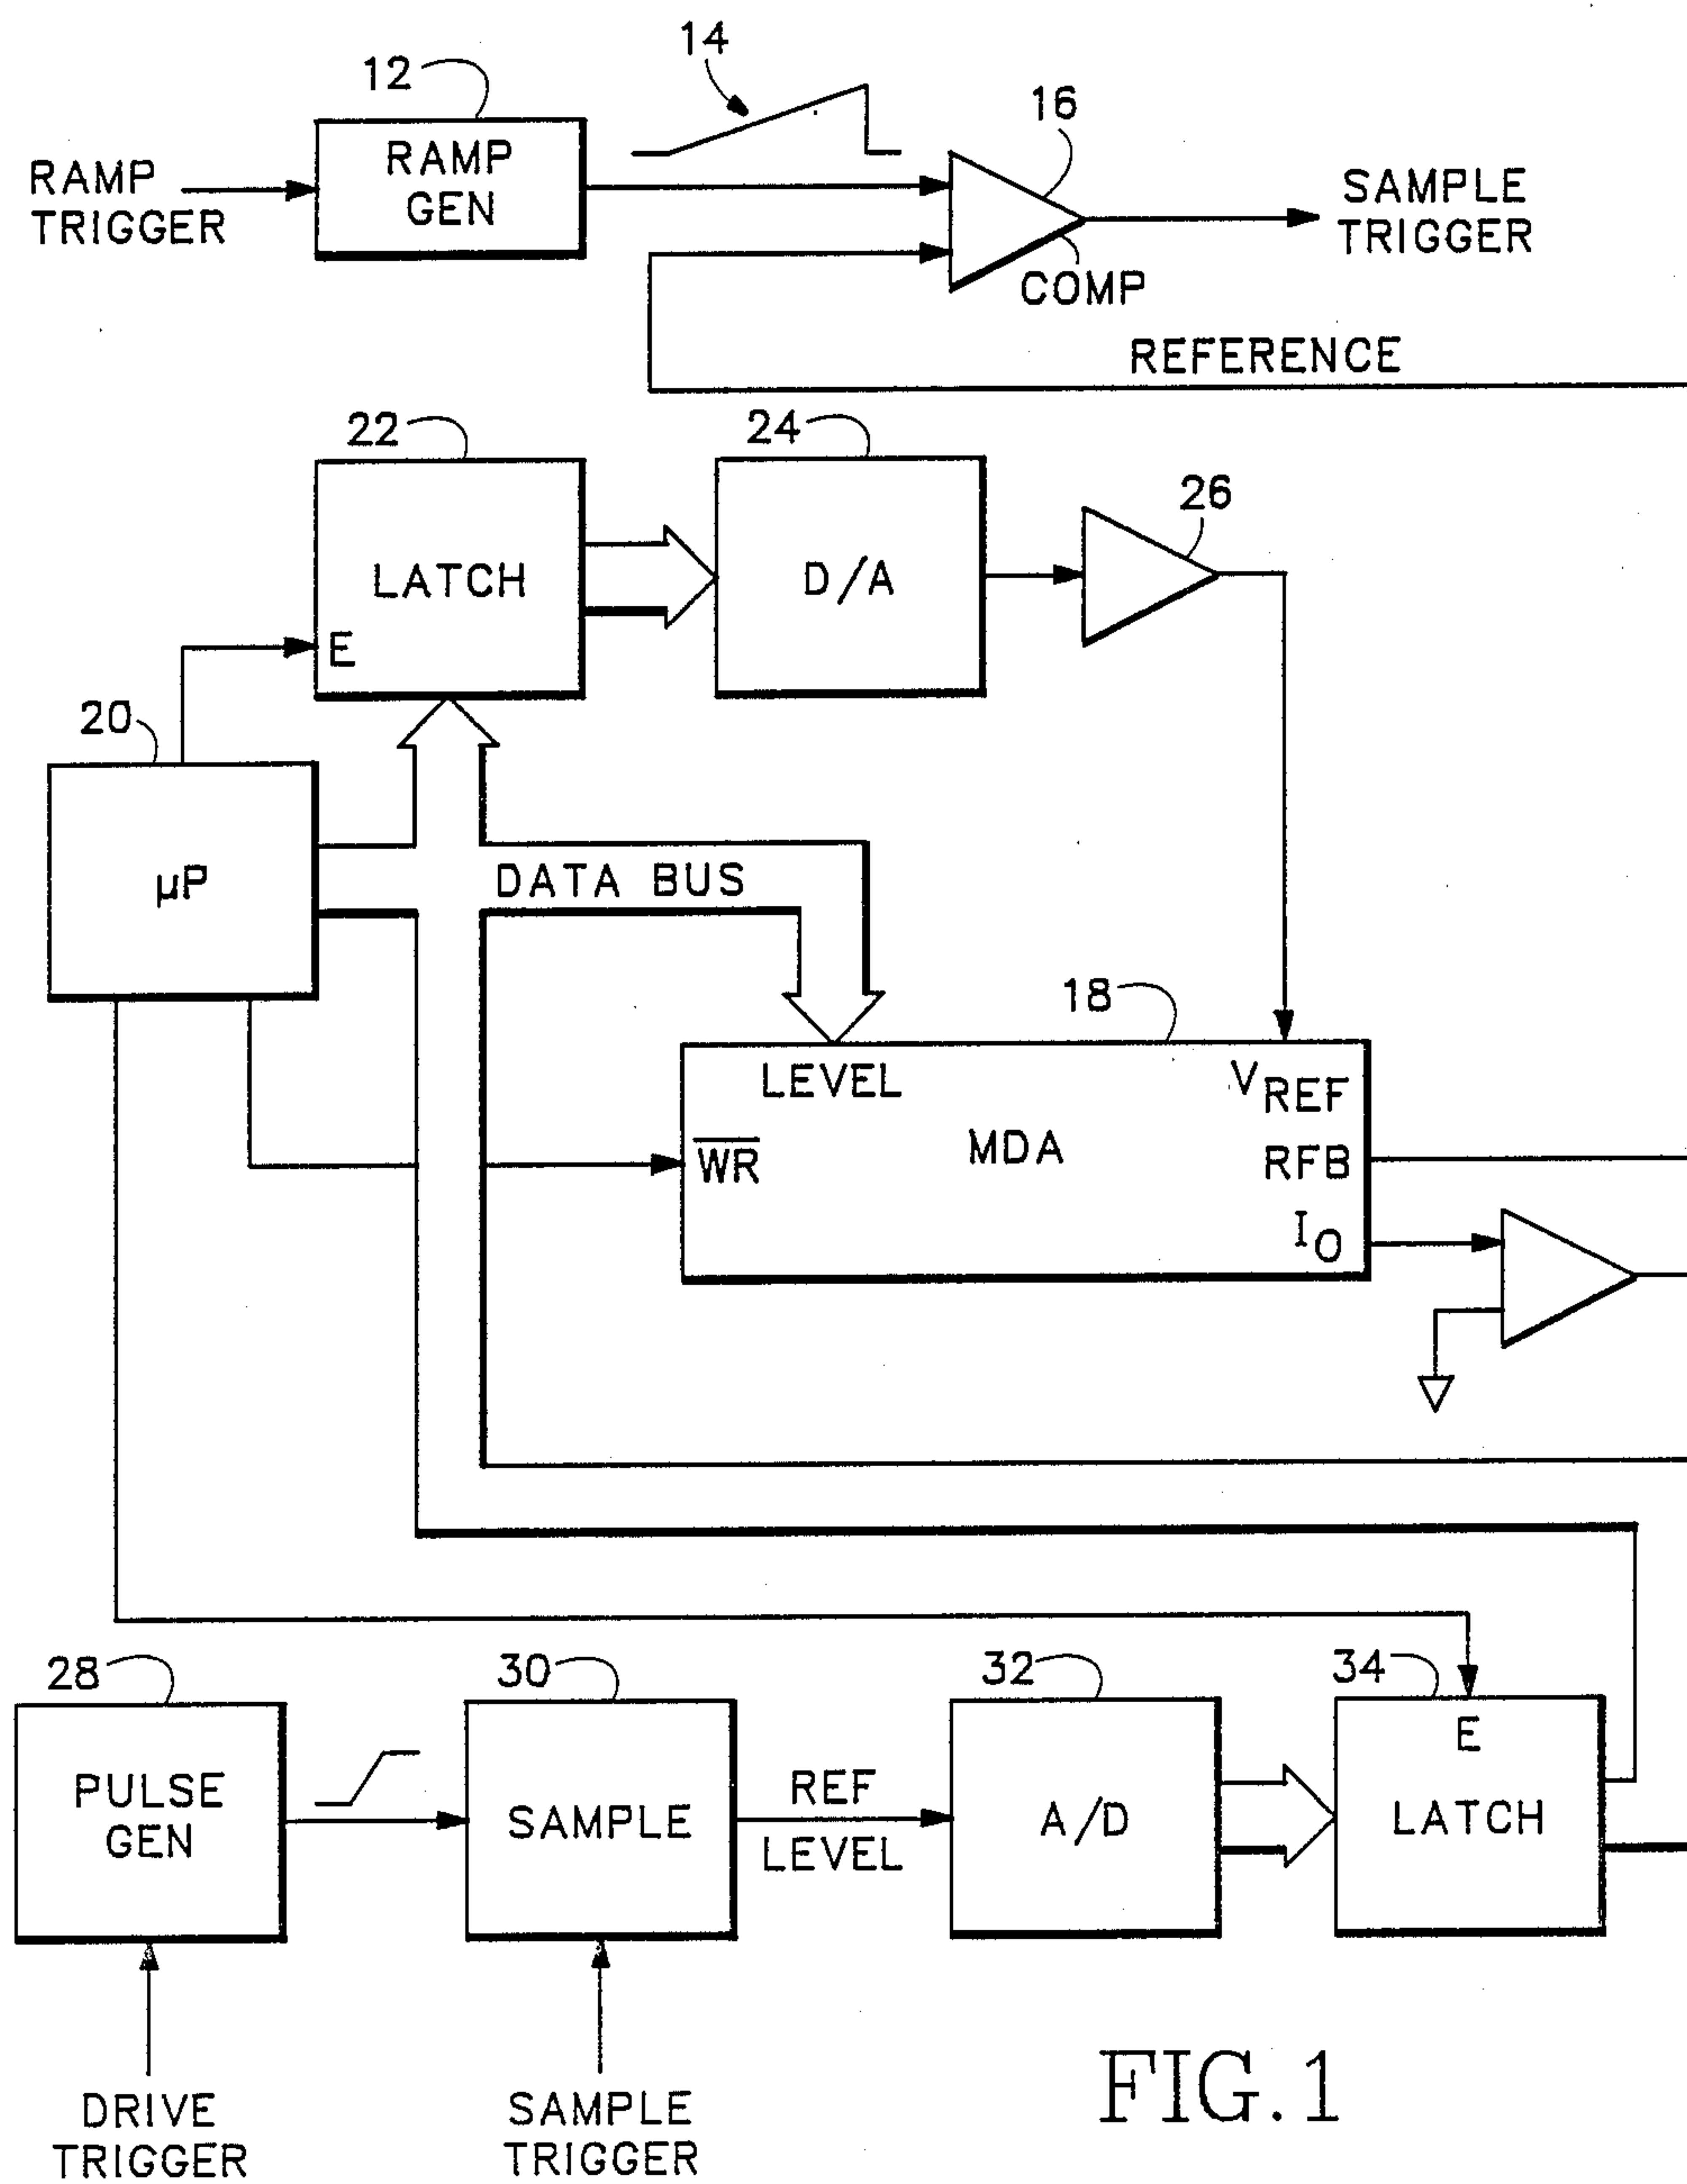 14
12
16
RAMP
GEN
RAMP
TRIGGER
SAMPLE
TRIGGER
COMP
REFERENCE
22
24
26
LATCH
D/A
E
20
µP
DATA BUS
18
LEVEL
VREF
WR
MDA
RFB
IO
28
30
32
34
E
PULSE
GEN
SAMPLE
REF
LEVEL
A/D
LATCH
DRIVE
TRIGGER
SAMPLE
TRIGGER
FIG. 1